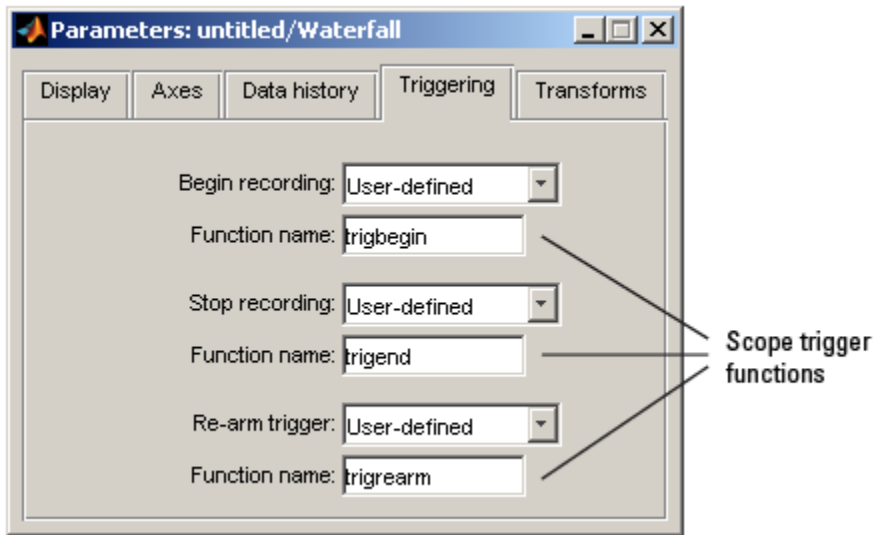 Parameters: untitled/Waterfall
Display Axes Data history Triggering Transforms
Begin recording: User-defined
Function name: trigbegin
Stop recording: User-defined
Function name: trigend
Re-arm trigger: User-defined
Function name: trigrearm
Scope trigger
functions